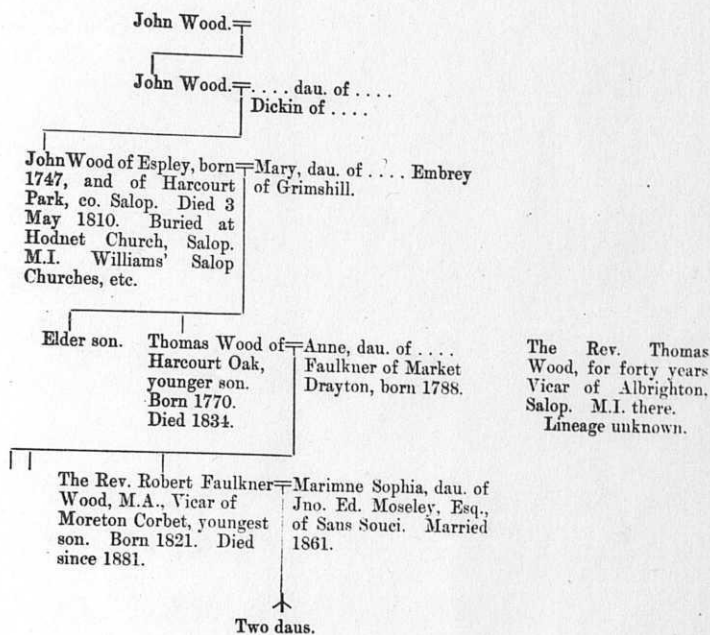 John Wood.
John Wood. . . . . dau. of . . . .
Dickin of . . . .
John Wood of Espley, born
1747, and of Harcourt
Park, co. Salop. Died 3
May 1810. Buried at
Hodnet Church, Salop.
M.I. Williams' Salop
Churches, etc.
Mary, dau. of . . . . Embrey
of Grimshill.
Elder son.
Thomas Wood of
Harcourt Oak,
younger son.
Born 1770.
Died 1834.
Anne, dau. of . . . .
Faulkner of Market
Drayton, born 1788.
The Rev. Thomas
Wood, for forty years
Vicar of Albrighton,
Salop. M.I. there.
Lineage unknown.
The Rev. Robert Faulkner
Wood, M.A., Vicar of
Moreton Corbet, youngest
son. Born 1821. Died
since 1881.
Marimne Sophia, dau. of
Jno. Ed. Moseley, Esq.,
of Sans Souci. Married
1861.
Two daus.